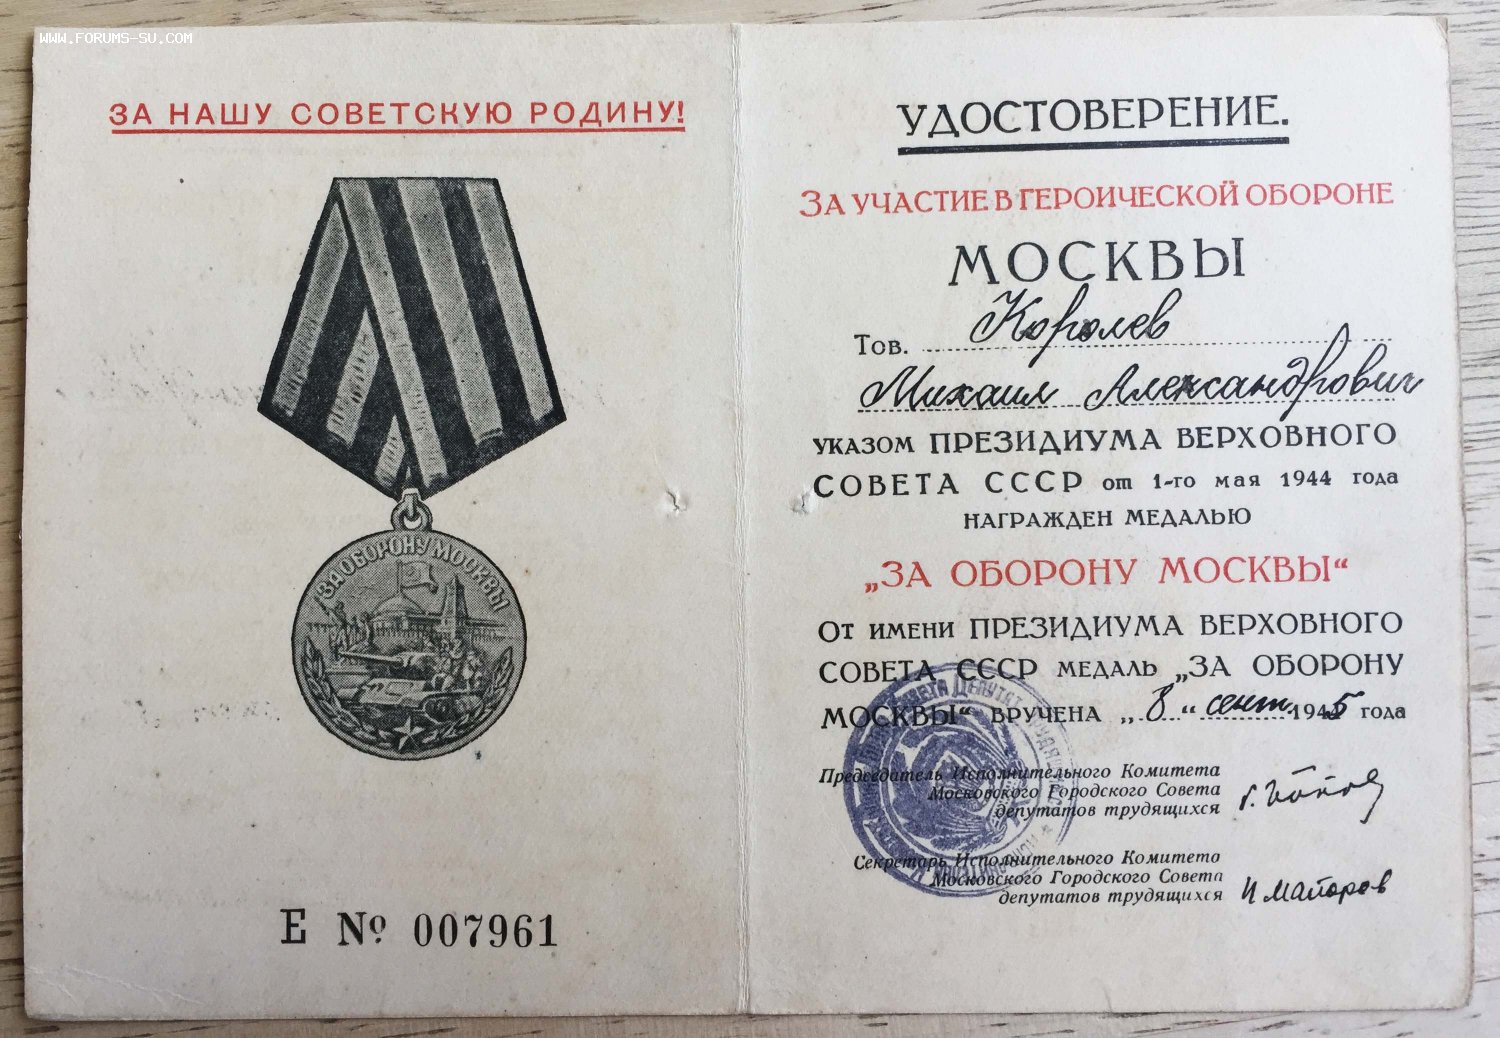 WWW.FORUMS-SU.COM
ЗА НАШУ СОВЕТСКУЮ РОДИНУ!
ЗА ОБОРОНУ МОСКВЫ
Е № 007961
УДОСТОВЕРЕНИЕ.
ЗА УЧАСТИЕ В ГЕРОИЧЕСКОЙ ОБОРОНЕ
МОСКВЫ
Тов. Королев
Михаил Александрович
УКАЗОМ ПРЕЗИДИУМА ВЕРХОВНОГО
СОВЕТА СССР от 1-го мая 1944 года
НАГРАЖДЕН МЕДАЛЬЮ
„ЗА ОБОРОНУ МОСКВЫ“
От имени ПРЕЗИДИУМА ВЕРХОВНОГО
СОВЕТА СССР МЕДАЛЬ „ЗА ОБОРОНУ
МОСКВЫ“ ВРУЧЕНА „8“ сент. 1945 года
Председатель Исполнительного Комитета
Московского Городского Совета
депутатов трудящихся Г. Попов
Секретарь Исполнительного Комитета
Московского Городского Совета
депутатов трудящихся П Майоров